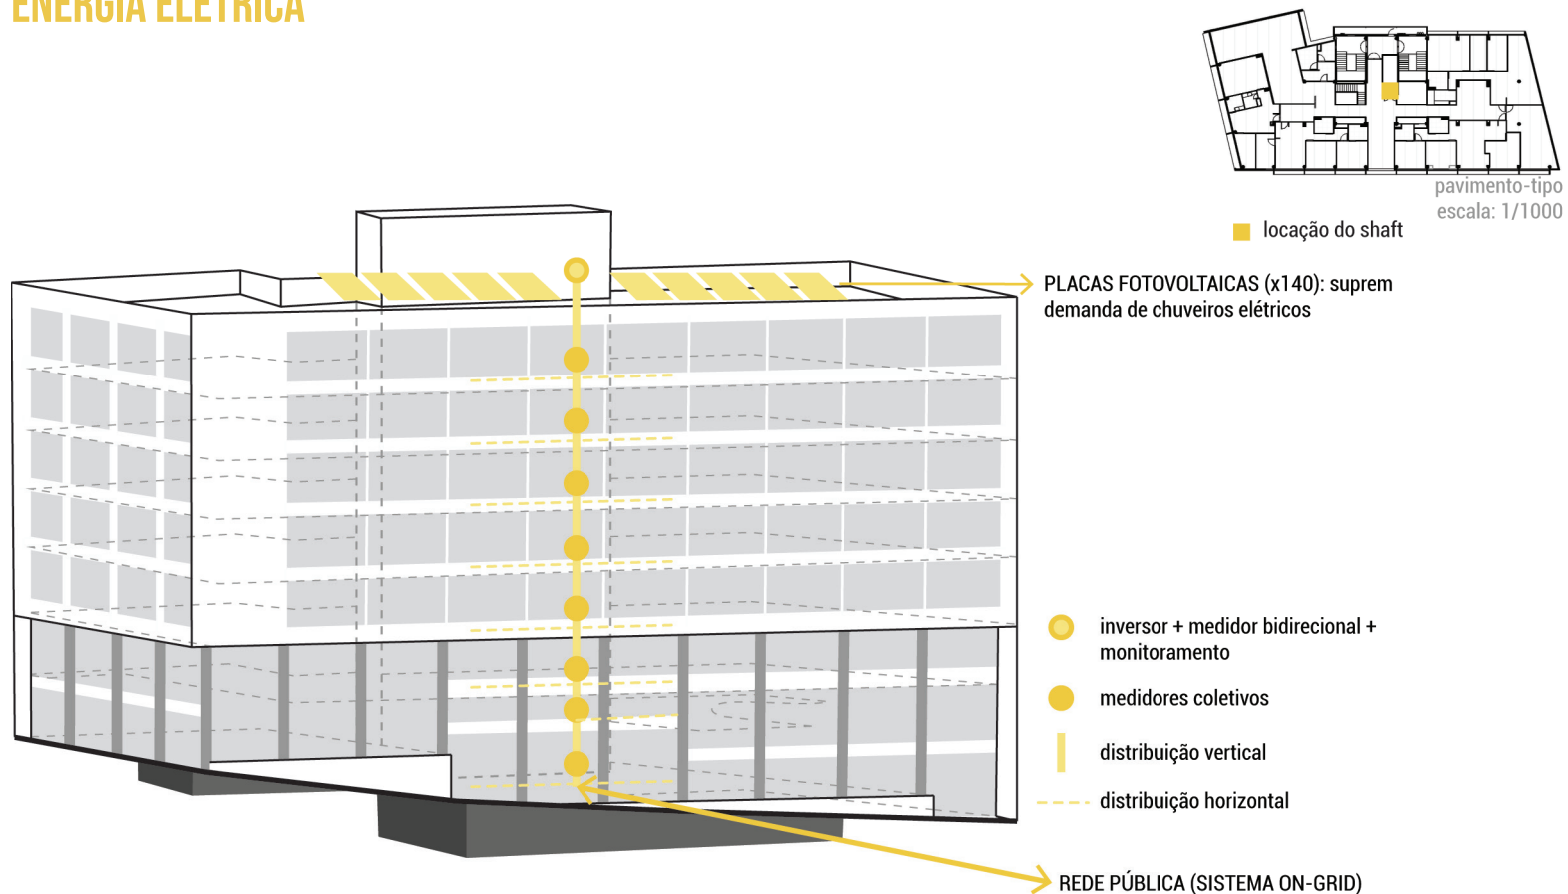 ENERGIA ELÉTRICA
pavimento-tipo
escala: 1/1000
locação do shaft
PLACAS FOTOVOLTAICAS (x140): suprem
demanda de chuveiros elétricos
inversor + medidor bidirecional +
monitoramento
medidores coletivos
distribuição vertical
distribuição horizontal
REDE PÚBLICA (SISTEMA ON-GRID)